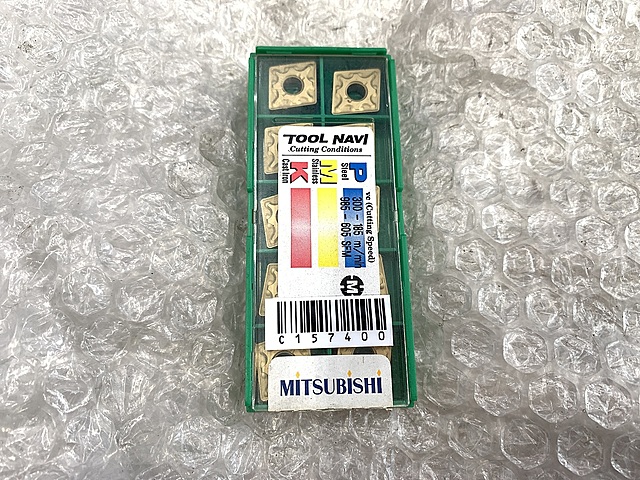 TOOL NAVI
Cutting Conditions
P Steel
M Stainless
K Cast Iron
vc (Cutting Speed)
300 - 185 m/min
985 - 605 SFM
M
C157400
MITSUBISHI